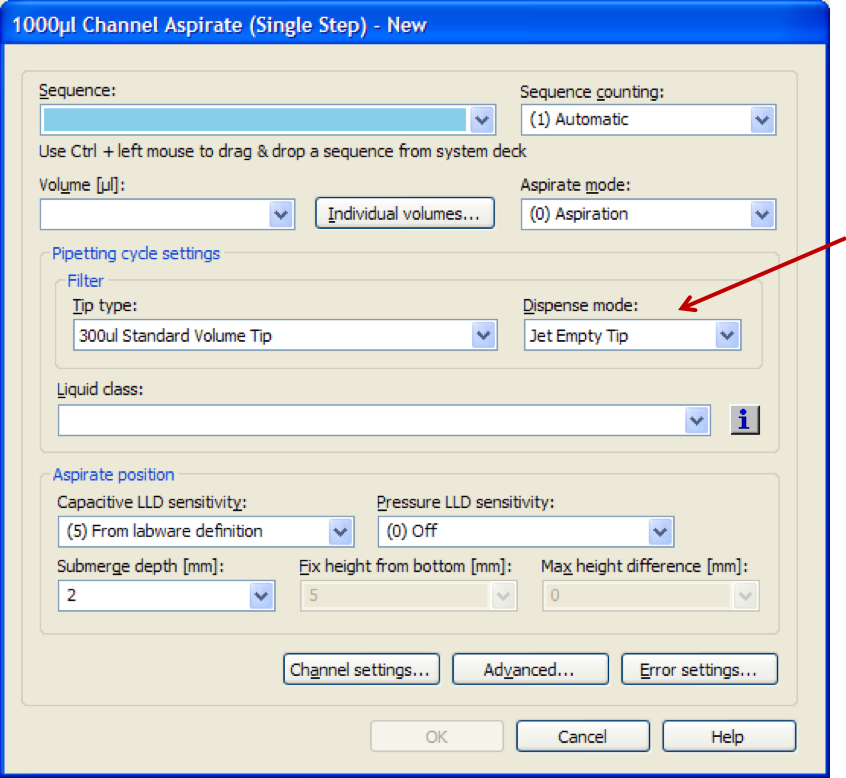 1000µl Channel Aspirate (Single Step) - New
Sequence:
Sequence counting:
(1) Automatic
Use Ctrl + left mouse to drag & drop a sequence from system deck
Volume [µl]:
Individual volumes...
Aspirate mode:
(0) Aspiration
Pipetting cycle settings
Filter
Tip type:
Dispense mode:
300ul Standard Volume Tip
Jet Empty Tip
Liquid class:
i
Aspirate position
Capacitive LLD sensitivity:
Pressure LLD sensitivity:
(5) From labware definition
(0) Off
Submerge depth [mm]:
Fix height from bottom [mm]:
Max height difference [mm]:
2
5
0
Channel settings...
Advanced...
Error settings...
OK
Cancel
Help